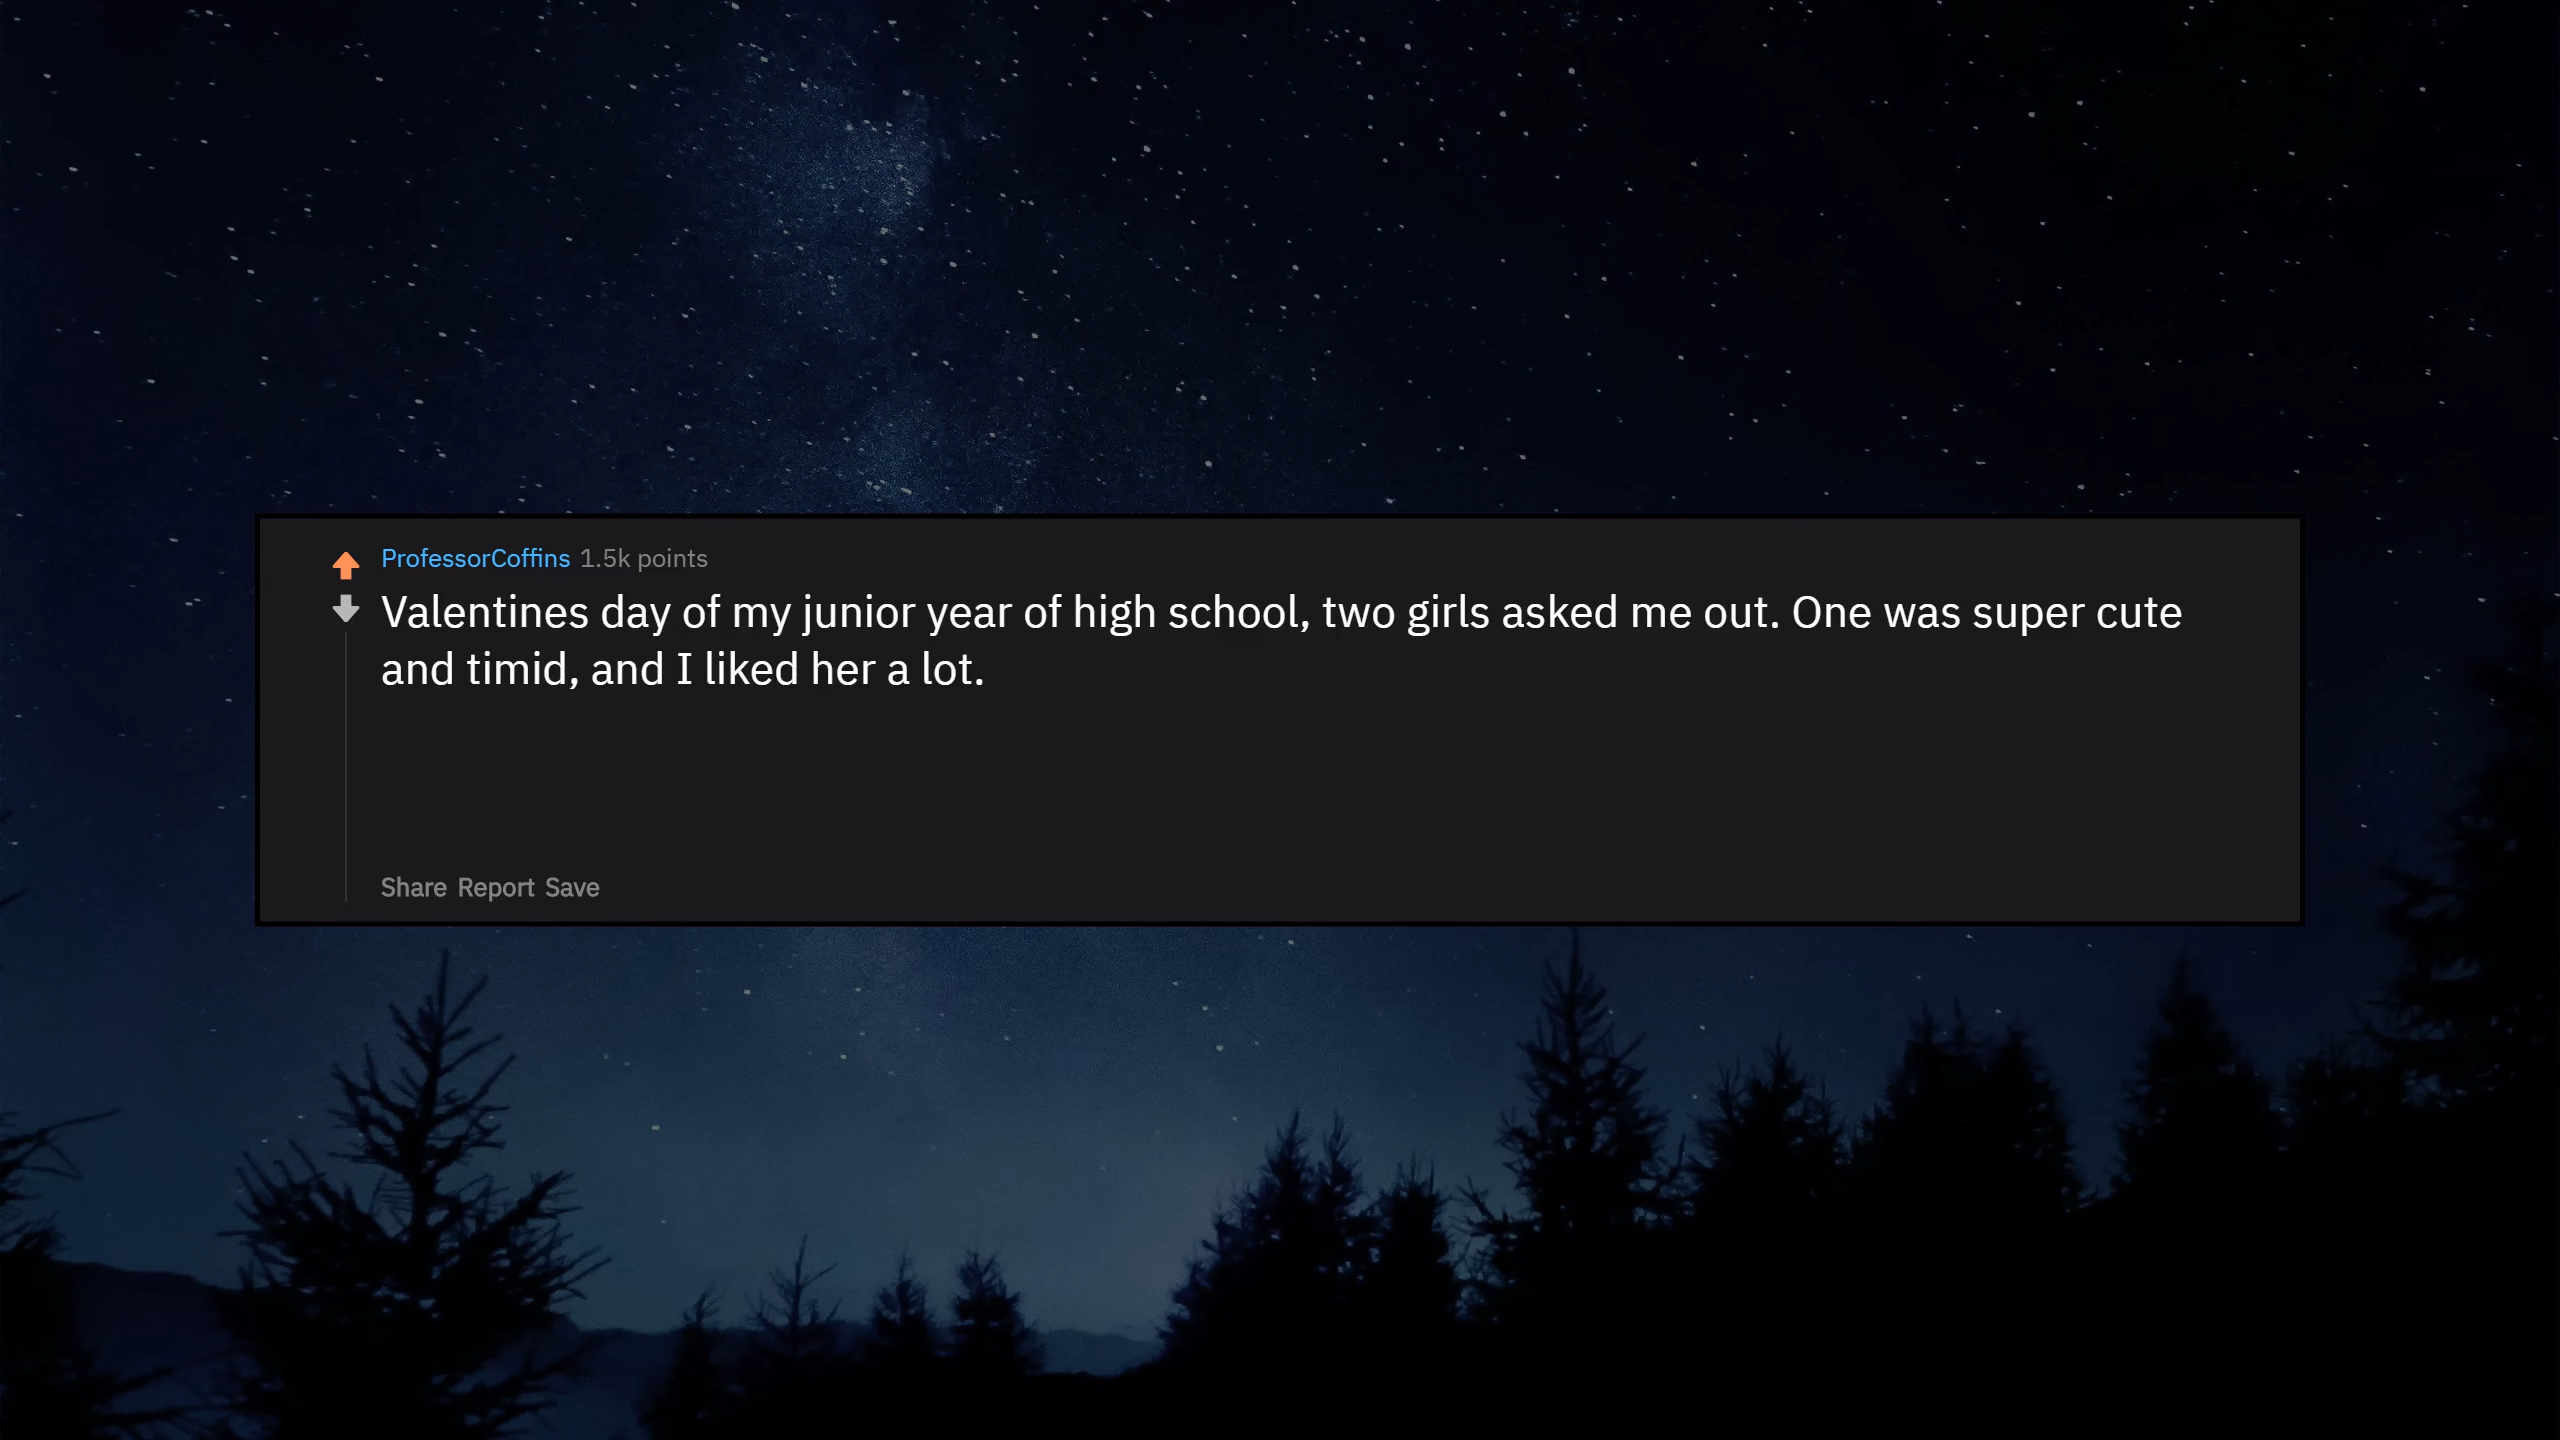 ProfessorCoffins 1.5k points
Valentines day of my junior year of high school, two girls asked me out. One was super cute
and timid, and I liked her a lot.
Share Report Save